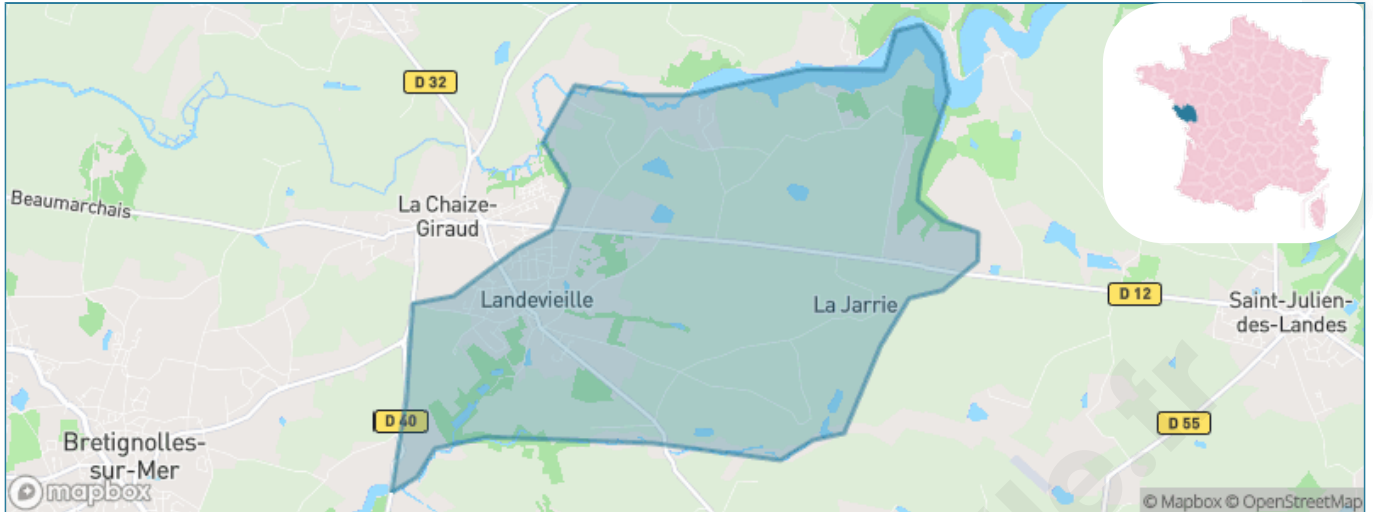 D 32
Beaumarchais
La Chaize-
Giraud
Landevieille
La Jarrie
D 12
Saint-Julien-
des-Landes
D 40
D 55
Bretignolles-
sur-Mer
mapbox
© Mapbox © OpenStreetMap